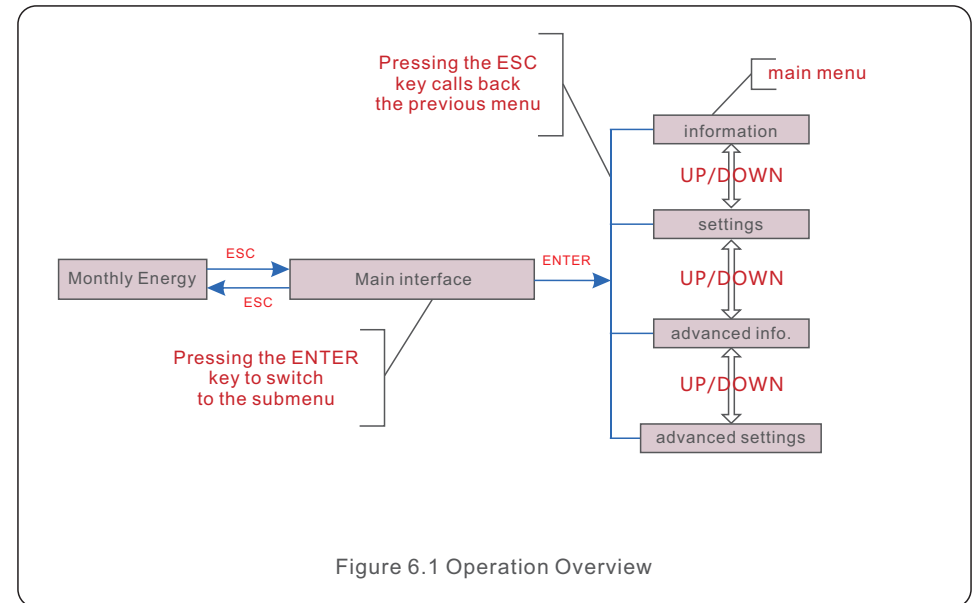 Pressing the ESC
key calls back
the previous menu
main menu
information
UP/DOWN
settings
ESC
ENTER
Monthly Energy
Main interface
UP/DOWN
ESC
advanced info.
Pressing the ENTER
key to switch
to the submenu
UP/DOWN
advanced settings
Figure 6.1 Operation Overview